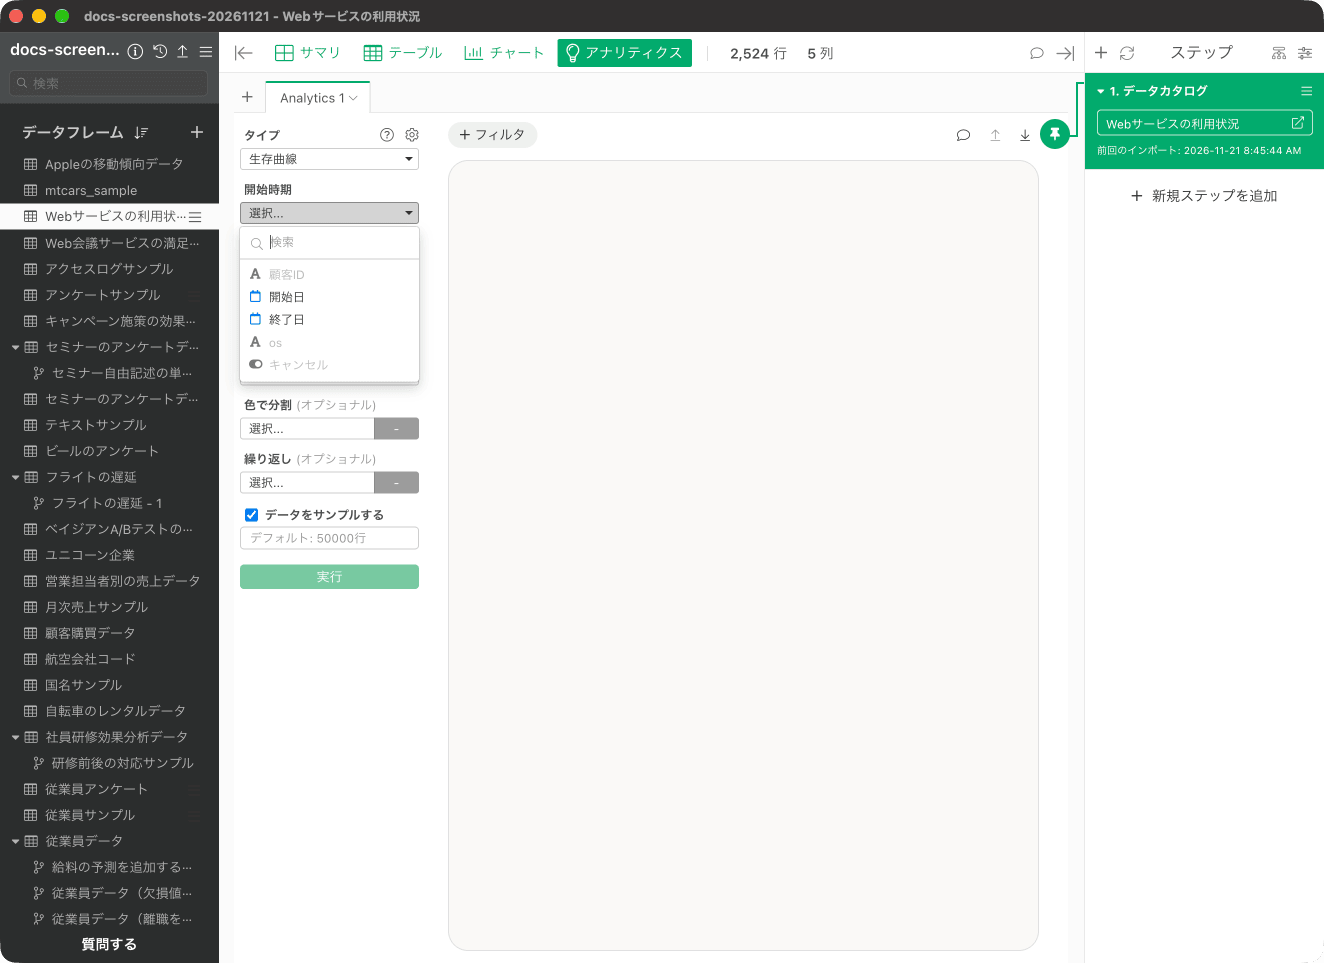 docs-screenshots-20261121 - Webサービスの利用状況
docs-screen...
検索
データフレーム
Appleの移動傾向データ
mtcars_sample
Webサービスの利用状…
Web会議サービスの満足…
アクセスログサンプル
アンケートサンプル
キャンペーン施策の効果…
セミナーのアンケートデ…
セミナー自由記述の単…
セミナーのアンケートデ…
テキストサンプル
ビールのアンケート
フライトの遅延
フライトの遅延 - 1
ベイジアンA/Bテストの…
ユニコーン企業
営業担当者別の売上データ
月次売上サンプル
顧客購買データ
航空会社コード
国名サンプル
自転車のレンタルデータ
社員研修効果分析データ
研修前後の対応サンプル
従業員アンケート
従業員サンプル
従業員データ
給料の予測を追加する…
従業員データ（欠損値…
従業員データ（離職を…
質問する
サマリ
テーブル
チャート
アナリティクス
2,524 行
5 列
Analytics 1
タイプ
生存曲線
開始時期
選択...
検索
顧客ID
開始日
終了日
os
キャンセル
色で分割 (オプショナル)
選択...
-
繰り返し (オプショナル)
選択...
-
データをサンプルする
デフォルト: 50000行
実行
+ フィルタ
ステップ
1. データカタログ
Webサービスの利用状況
前回のインポート: 2026-11-21 8:45:44 AM
+ 新規ステップを追加